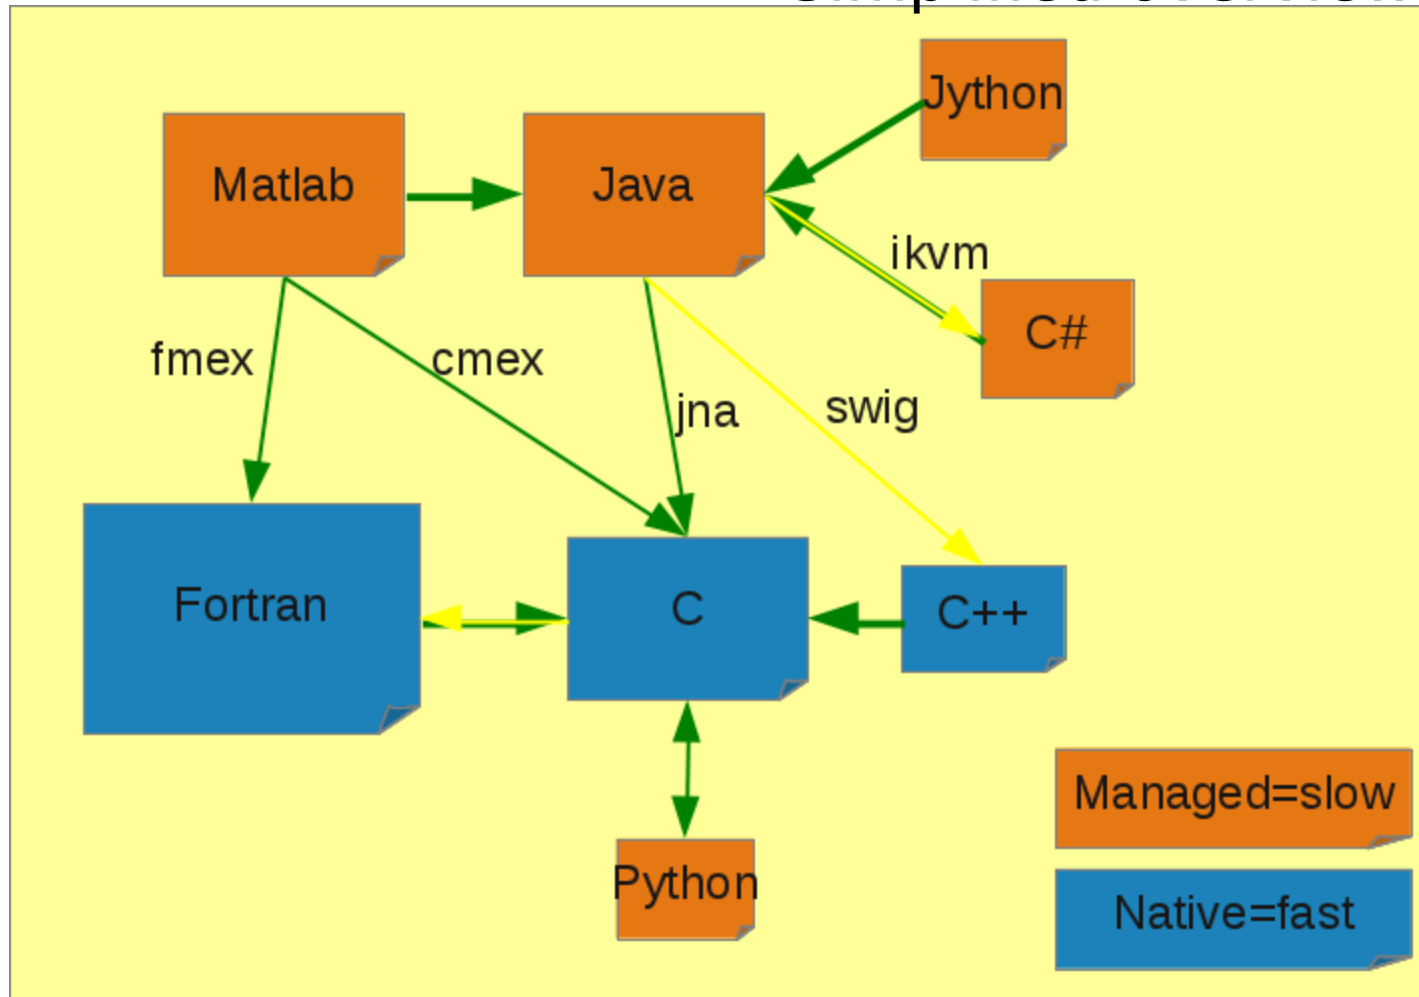 Jython
Matlab
Java
ikvm
C#
fmex
cmex
jna
swig
Fortran
C
C++
Managed=slow
Python
Native=fast